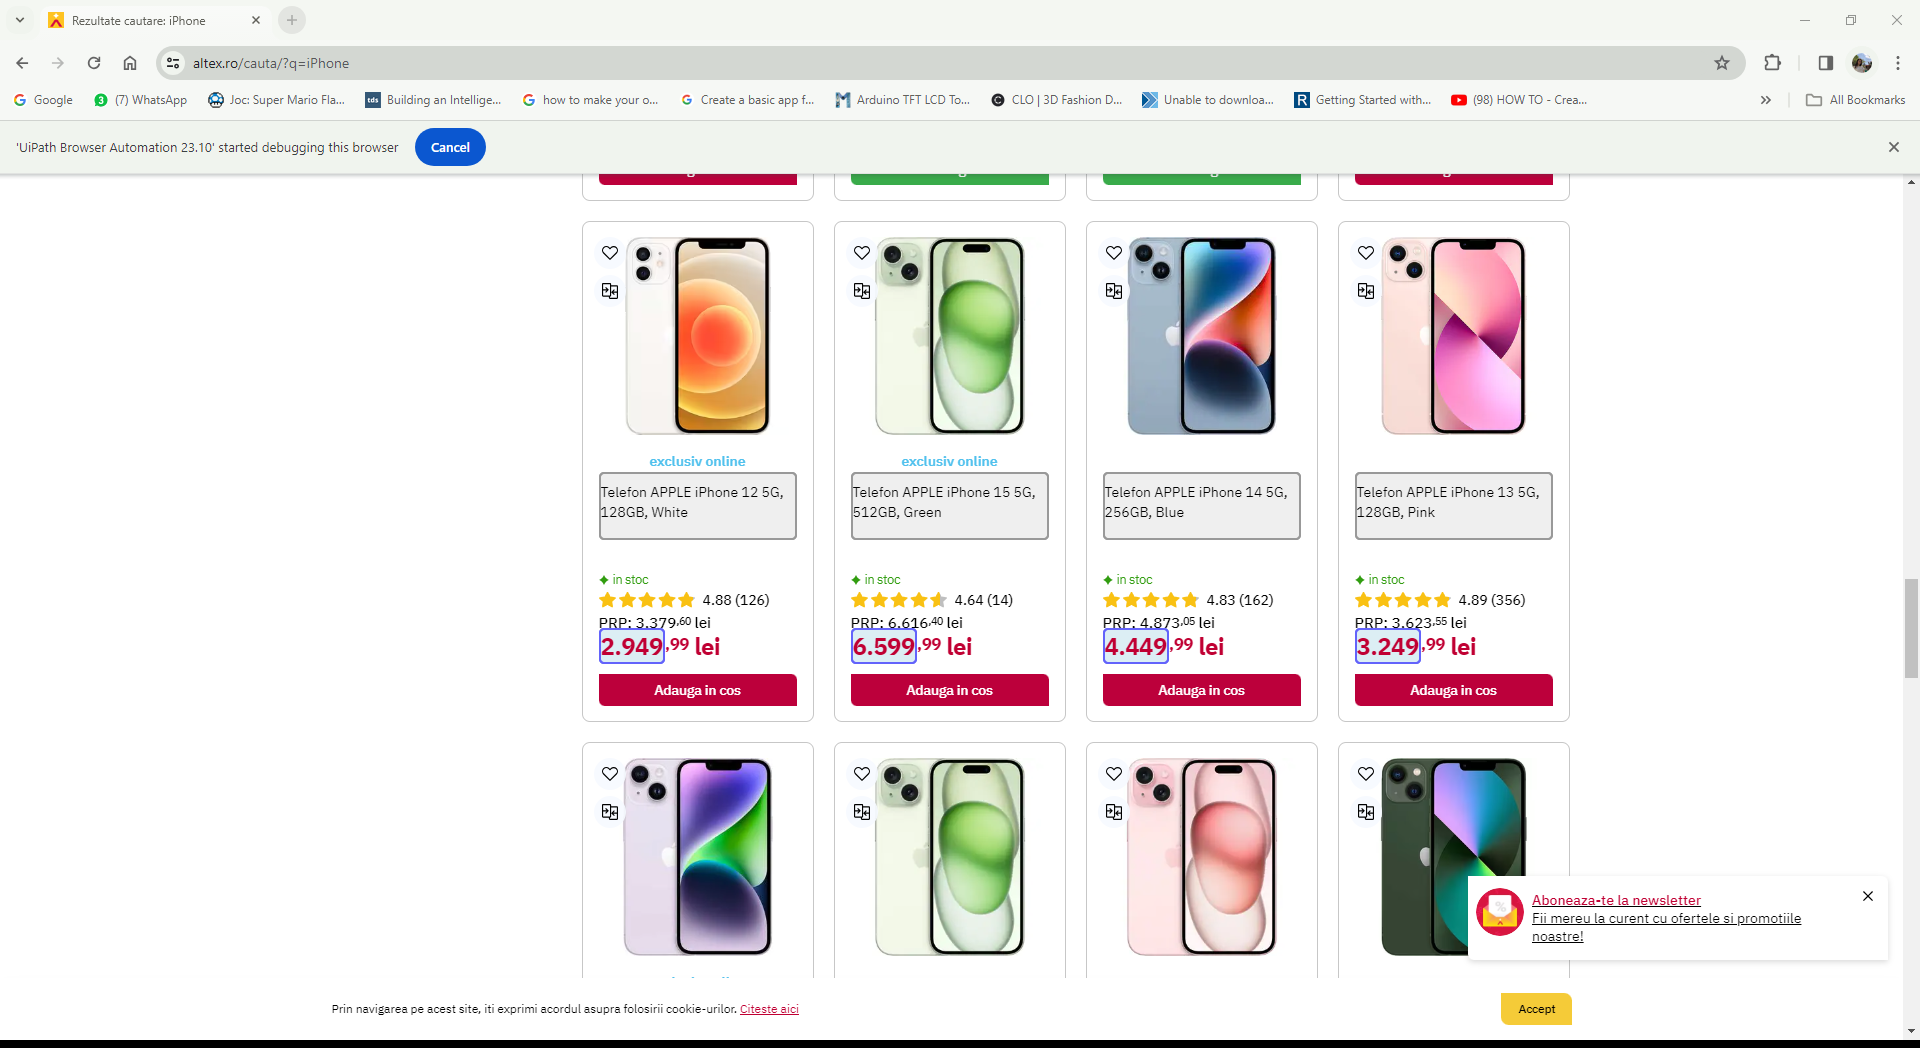 Rezultate cautare: iPhone
altex.ro/cauta/?q=iPhone
Google
(7) WhatsApp
Joc: Super Mario Fla...
tds
Building an Intellige...
how to make your o...
Create a basic app f...
Arduino TFT LCD To...
CLO | 3D Fashion D...
Unable to downloa...
Getting Started with...
(98) HOW TO - Crea...
All Bookmarks
'UiPath Browser Automation 23.10' started debugging this browser
Cancel
exclusiv online
Telefon APPLE iPhone 12 5G,
128GB, White
in stoc
4.88 (126)
PRP: 3.379,60 lei
2.949,99 lei
Adauga in cos
exclusiv online
Telefon APPLE iPhone 15 5G,
512GB, Green
in stoc
4.64 (14)
PRP: 6.616,40 lei
6.599,99 lei
Adauga in cos
Telefon APPLE iPhone 14 5G,
256GB, Blue
in stoc
4.83 (162)
PRP: 4.873,05 lei
4.449,99 lei
Adauga in cos
Telefon APPLE iPhone 13 5G,
128GB, Pink
in stoc
4.89 (356)
PRP: 3.623,55 lei
3.249,99 lei
Adauga in cos
Aboneaza-te la newsletter
Fii mereu la curent cu ofertele si promotiile
noastre!
Prin navigarea pe acest site, iti exprimi acordul asupra folosirii cookie-urilor. Citeste aici
Accept